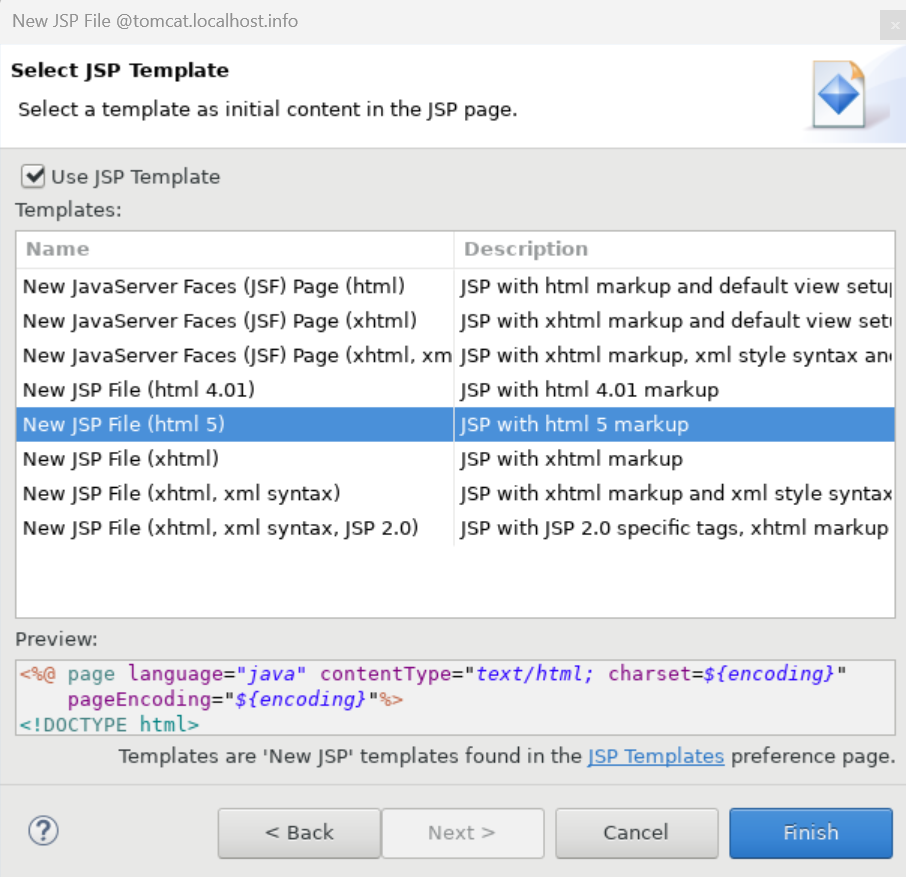 New JSP File @tomcat.localhost.info
Select JSP Template
Select a template as initial content in the JSP page.
Use JSP Template
Templates:
Name Description
New JavaServer Faces (JSF) Page (html) JSP with html markup and default view
New JavaServer Faces (JSF) Page (xhtml) JSP with xhtml markup and default view
New JavaServer Faces (JSF) Page (xhtml, JSP with xhtml markup, xml style syntax
New JSP File (html 4.01) JSP with html 4.01 markup
New JSP File (html 5) JSP with html 5 markup
New JSP File (xhtml) JSP with xhtml markup
New JSP File (xhtml, xml syntax) JSP with xhtml markup and xml style syntax
New JSP File (xhtml, xml syntax, JSP 2.0) JSP with JSP 2.0 specific tags, xhtml markup
Preview:
<%@ page language="java" contentType="text/html; charset=${encoding}"
pageEncoding="${encoding}"%>
<!DOCTYPE html>
Templates are 'New JSP' templates found in the JSP Templates preference page.
? < Back Next > Cancel Finish